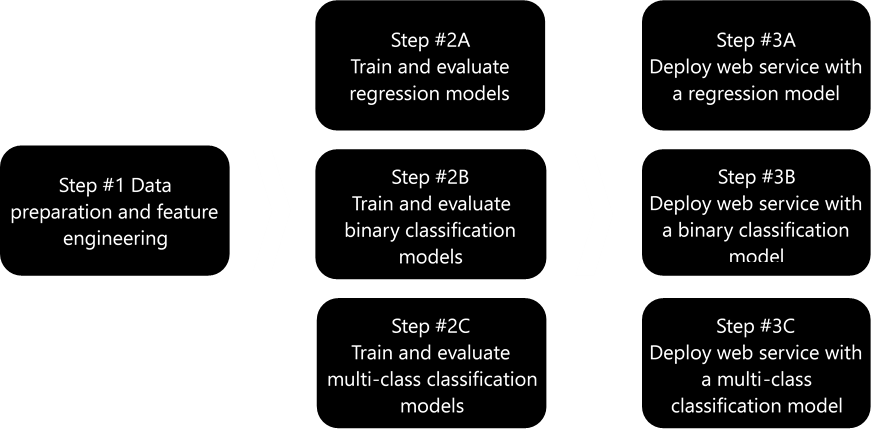 Step #1 Data
preparation and feature
engineering
Step #2A
Train and evaluate
regression models
Step #2B
Train and evaluate
binary classification
models
Step #2C
Train and evaluate
multi-class classification
models
Step #3A
Deploy web service with
a regression model
Step #3B
Deploy web service with
a binary classification
model
Step #3C
Deploy web service with
a multi-class
classification model